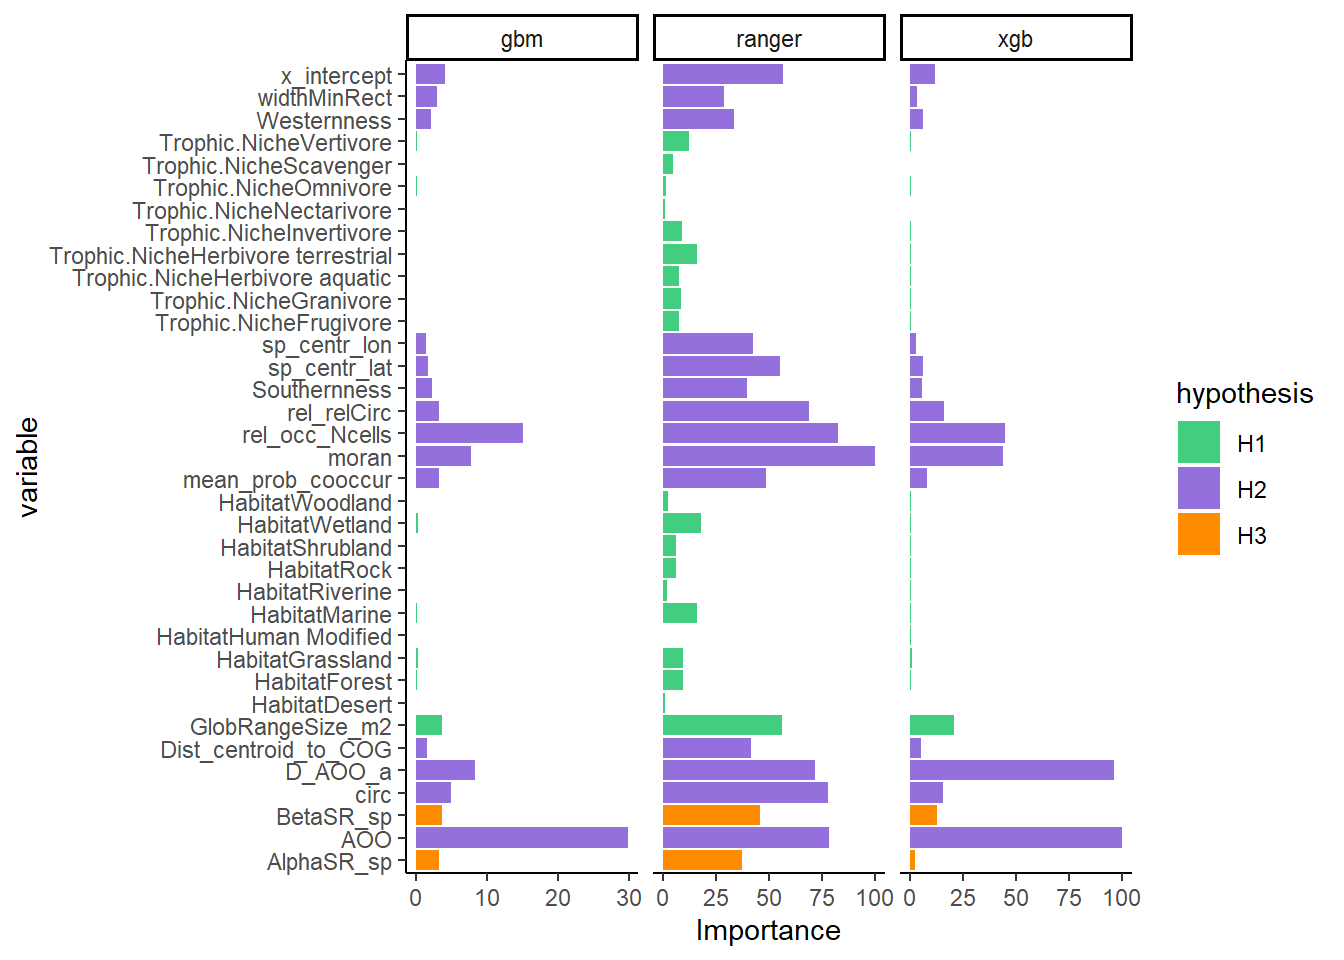 gbm ranger xgb
x_intercept
widthMinRect
Westernness
Trophic.NicheVertivore
Trophic.NicheScavenger
Trophic.NicheOmnivore
Trophic.NicheNectarivore
Trophic.NicheInvertivore
Trophic.NicheHerbivore terrestrial
Trophic.NicheHerbivore aquatic
Trophic.NicheGranivore
Trophic.NicheFrugivore
sp_centr_lon
sp_centr_lat
Southernness
rel_relCirc
rel_occ_Ncells
moran
mean_prob_cooccur
HabitatWoodland
HabitatWetland
HabitatShrubland
HabitatRock
HabitatRiverine
HabitatMarine
HabitatHuman Modified
HabitatGrassland
HabitatForest
HabitatDesert
GlobRangeSize_m2
Dist_centroid_to_COG
D_AOO_a
circ
BetaSR_sp
AOO
AlphaSR_sp
0 10 20 30 0 25 50 75 100 0 25 50 75 100
Importance
variable
hypothesis
H1
H2
H3